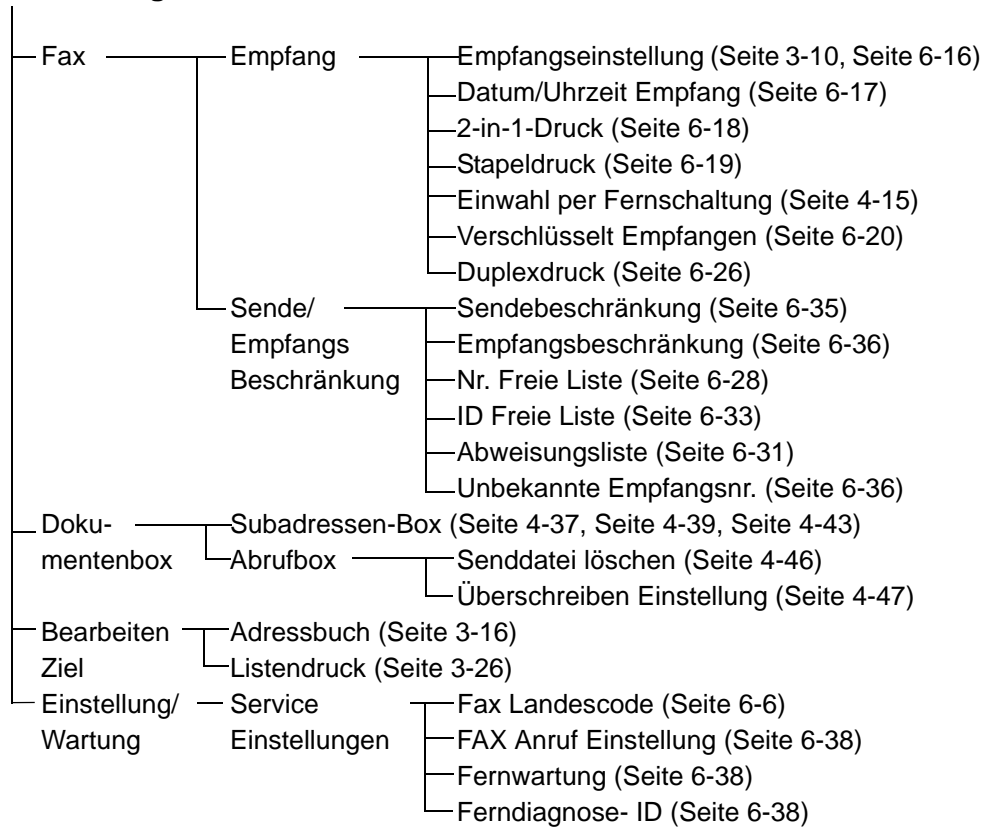 Fax Empfang Empfangseinstellung (Seite 3-10, Seite 6-16)
Datum/Uhrzeit Empfang (Seite 6-17)
2-in-1-Druck (Seite 6-18)
Stapeldruck (Seite 6-19)
Einwahl per Fernschaltung (Seite 4-15)
Verschlüsselt Empfangen (Seite 6-20)
Duplexdruck (Seite 6-26)
Sende/ Sendebeschränkung (Seite 6-35)
Empfangs Empfangsbeschränkung (Seite 6-36)
Beschränkung Nr. Freie Liste (Seite 6-28)
ID Freie Liste (Seite 6-33)
Abweisungsliste (Seite 6-31)
Unbekannte Empfangsnr. (Seite 6-36)
Doku- Subadressen-Box (Seite 4-37, Seite 4-39, Seite 4-43)
mentenbox Abrufbox Senddatei löschen (Seite 4-46)
Überschreiben Einstellung (Seite 4-47)
Bearbeiten Adressbuch (Seite 3-16)
Ziel Listendruck (Seite 3-26)
Einstellung/ Service Fax Landescode (Seite 6-6)
Wartung Einstellungen FAX Anruf Einstellung (Seite 6-38)
Fernwartung (Seite 6-38)
Ferndiagnose- ID (Seite 6-38)